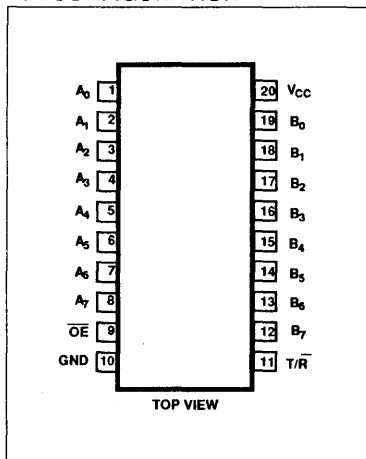 A₀ 1 20 V_CC
A₁ 2 19 B₀
A₂ 3 18 B₁
A₃ 4 17 B₂
A₄ 5 16 B₃
A₅ 6 15 B₄
A₆ 7 14 B₅
A₇ 8 13 B₆
O̅E̅ 9 12 B₇
GND 10 11 T/R̅
TOP VIEW